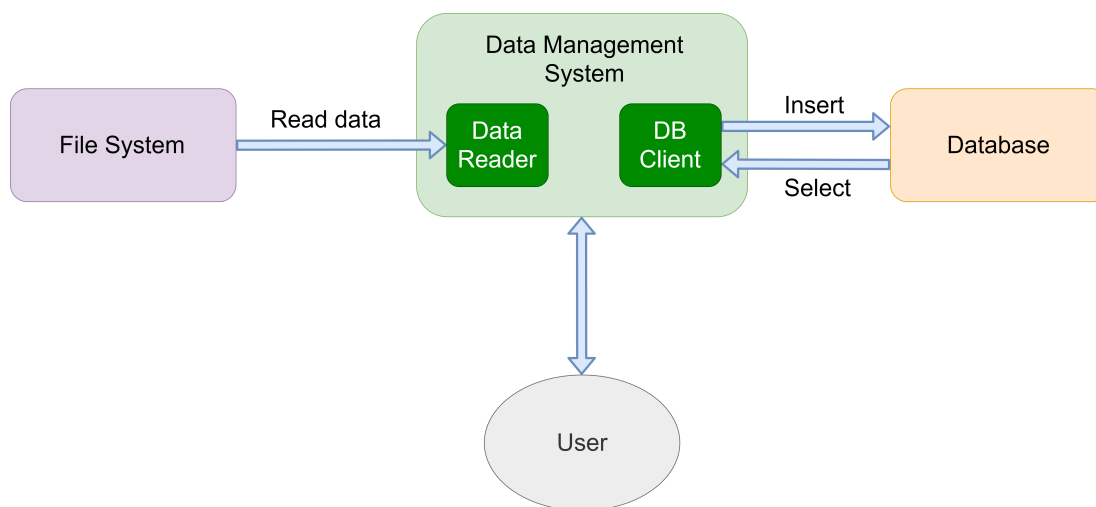 Data Management
System
File System
Read data
Data
Reader
DB
Client
Insert
Select
Database
User